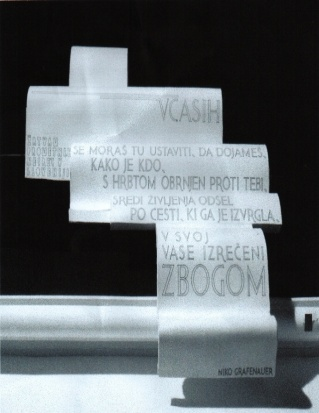 VČASIH
SE MORAŠ TU USTAVITI, DA DOJAMEŠ,
KAKO JE KDO,
S HRBTOM OBRNJEN PROTI TEBI,
SREDI ŽIVLJENJA ODŠEL
PO CESTI, KI GA JE IZVRGLA,
V SVOJ
VASE IZREČENI
ZBOGOM
NIKO GRAFENAUER